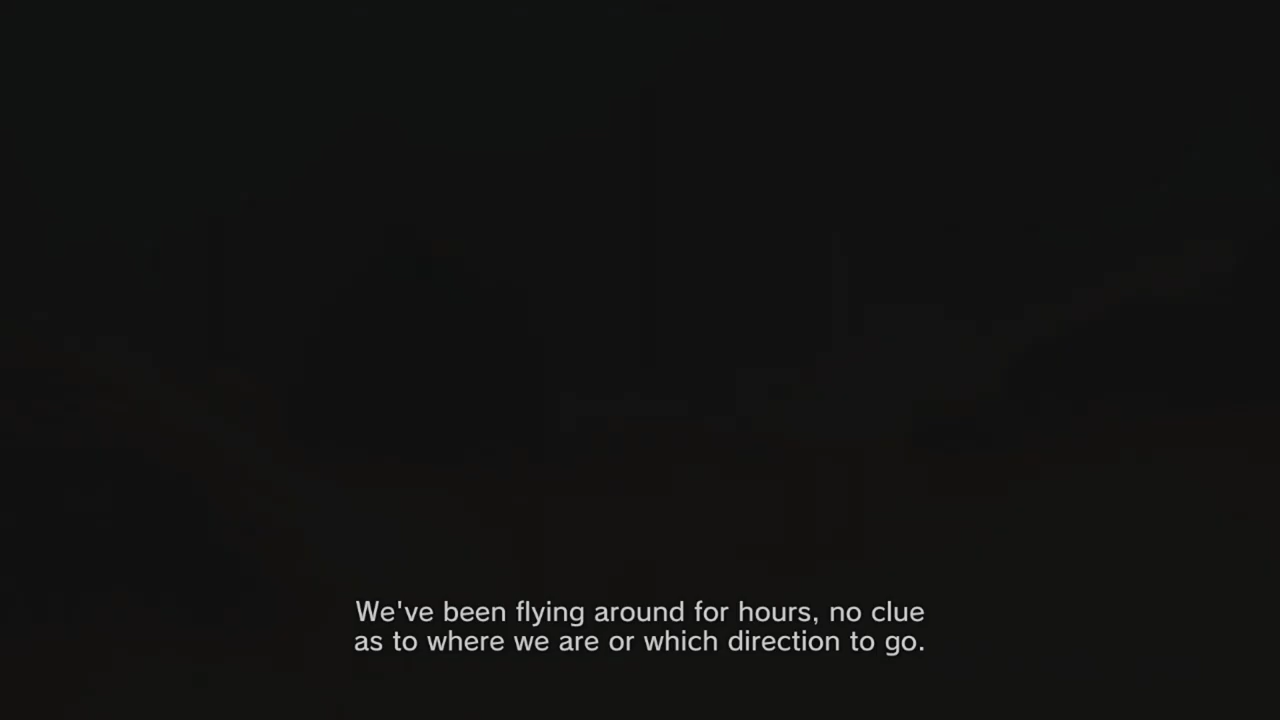 We've been flying around for hours, no clue
as to where we are or which direction to go.